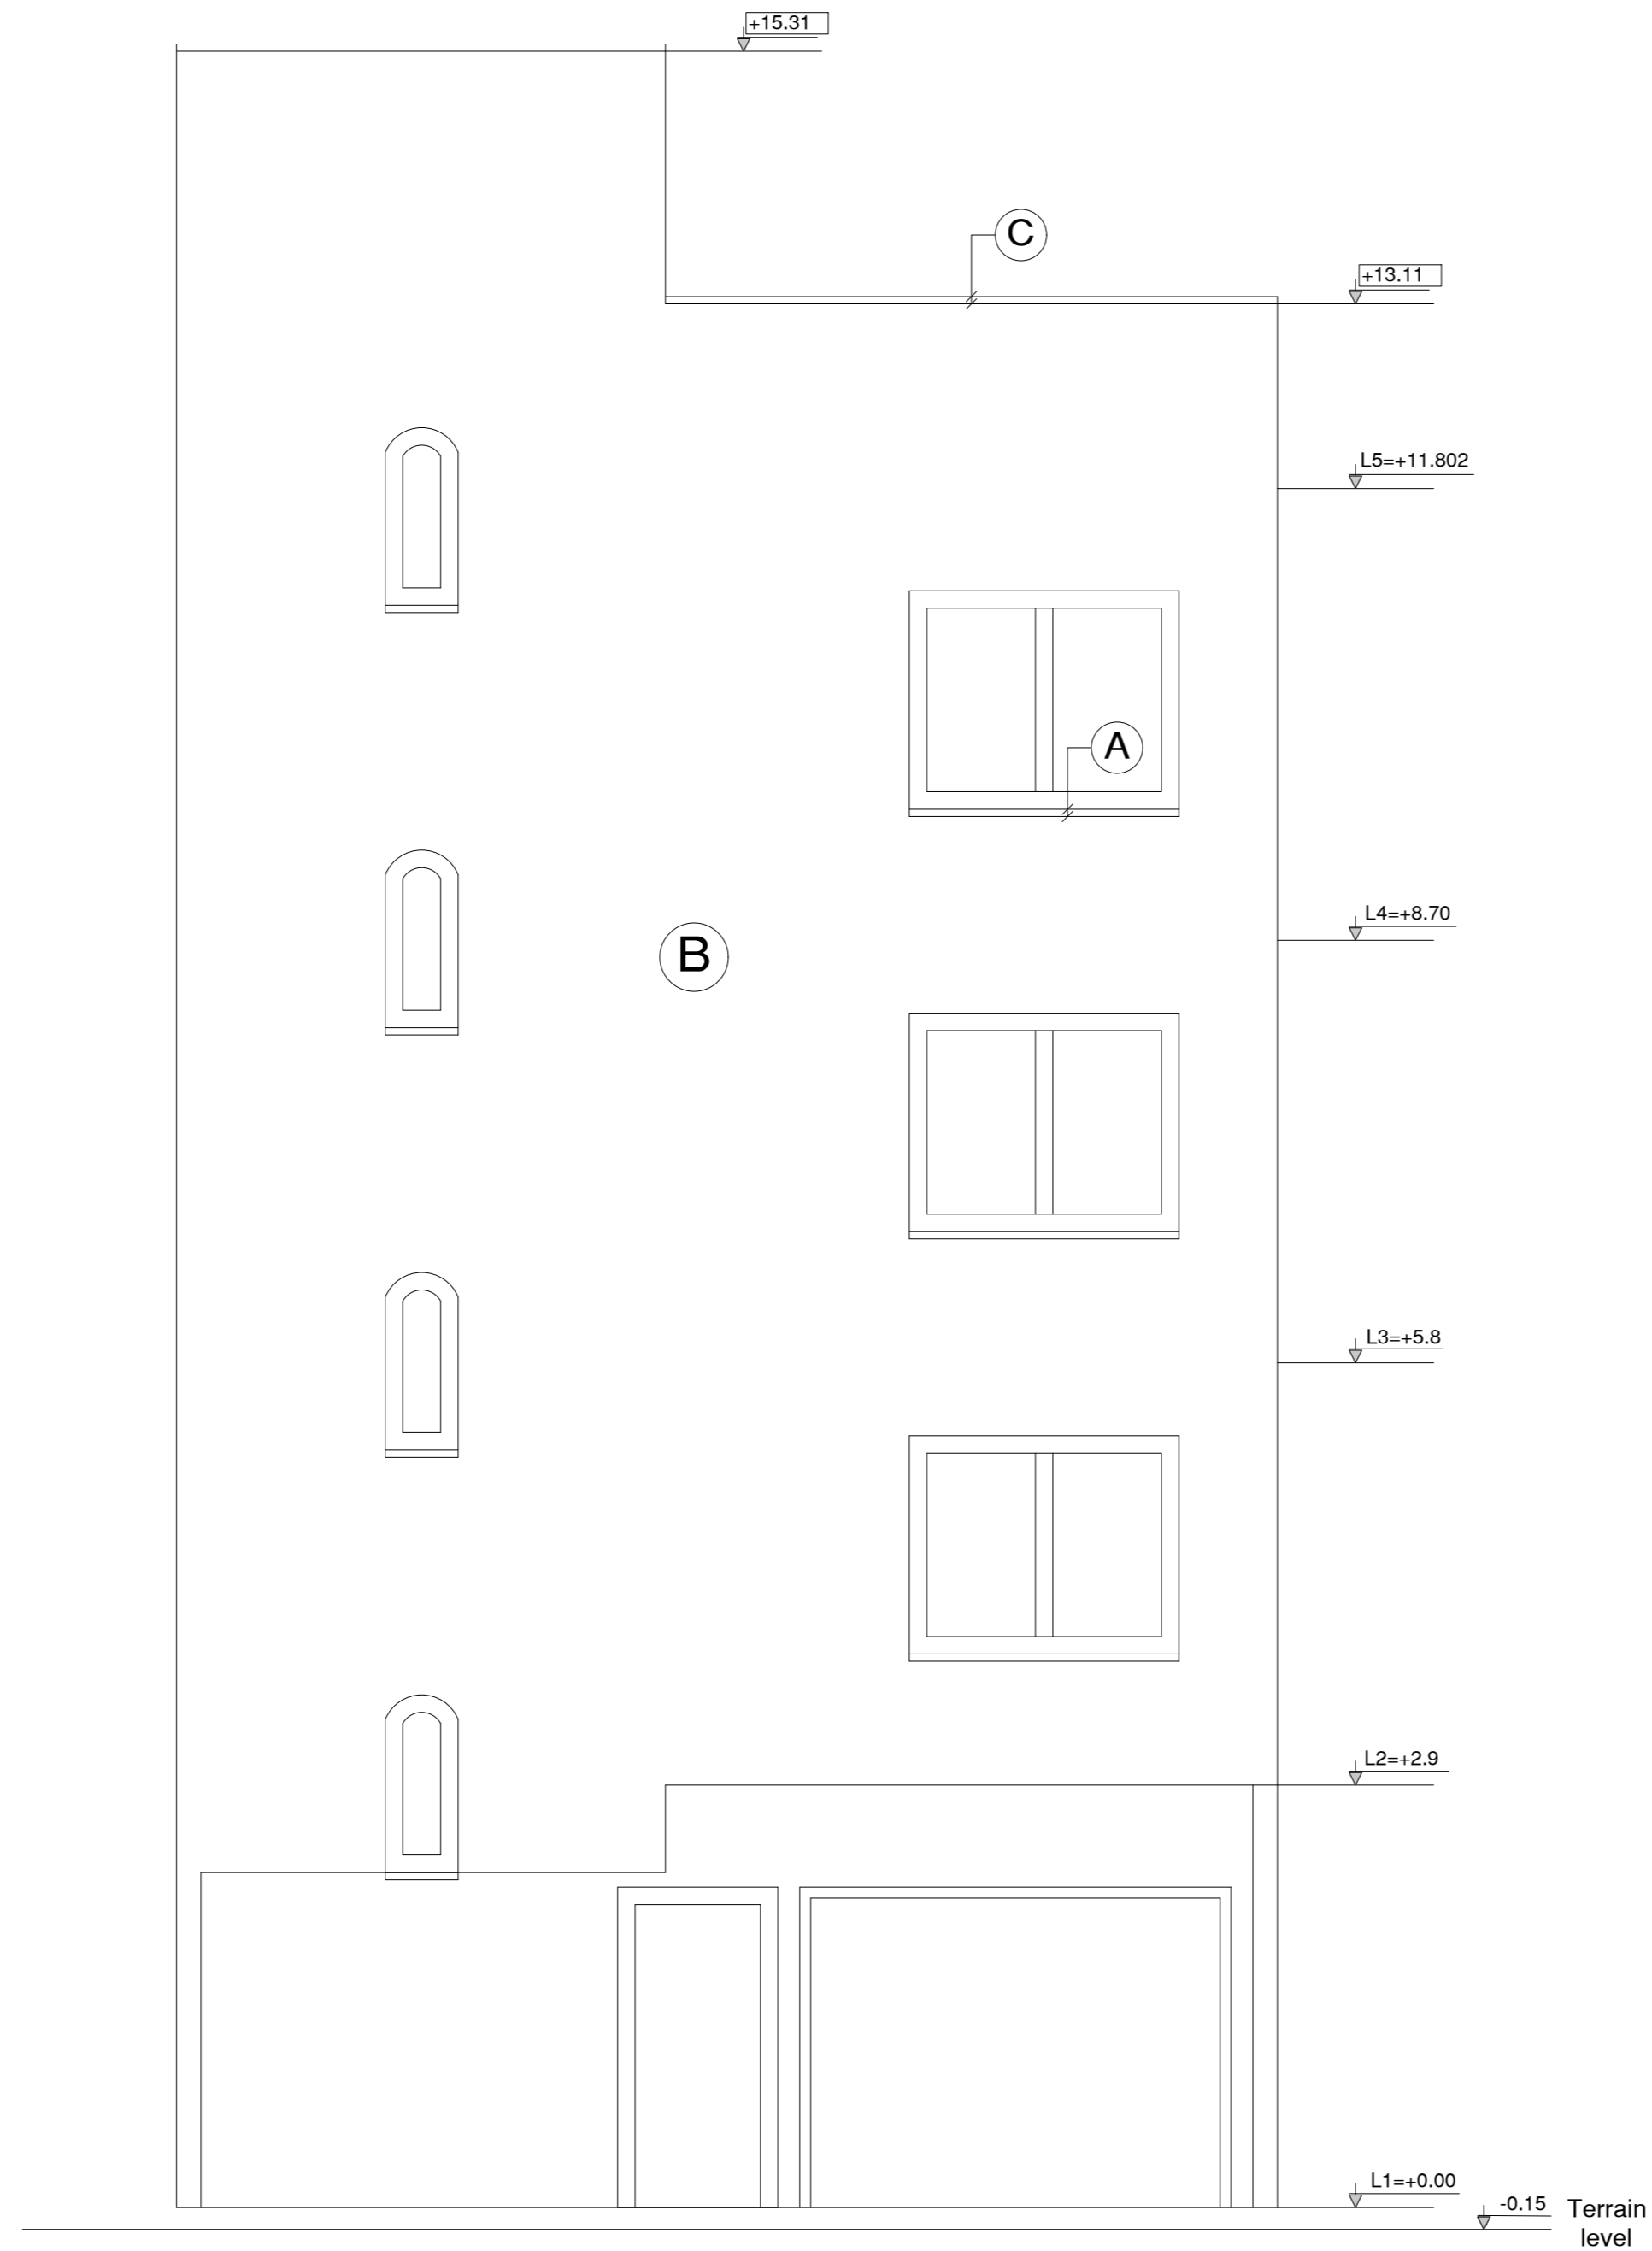 +15.31
C
+13.11
L5=+11.802
A
L4=+8.70
B
L3=+5.8
L2=+2.9
L1=+0.00
-0.15
Terrain
level